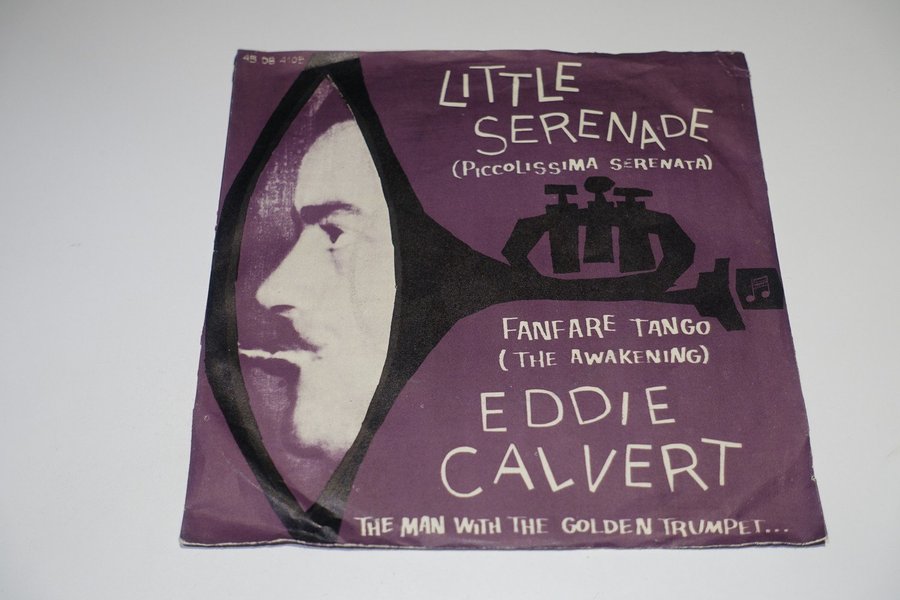 45 DB 4105
LITTLE
SERENADE
(PICCOLISSIMA SERENATA)
FANFARE TANGO
(THE AWAKENING)
EDDIE
CALVERT
THE MAN WITH THE GOLDEN TRUMPET...